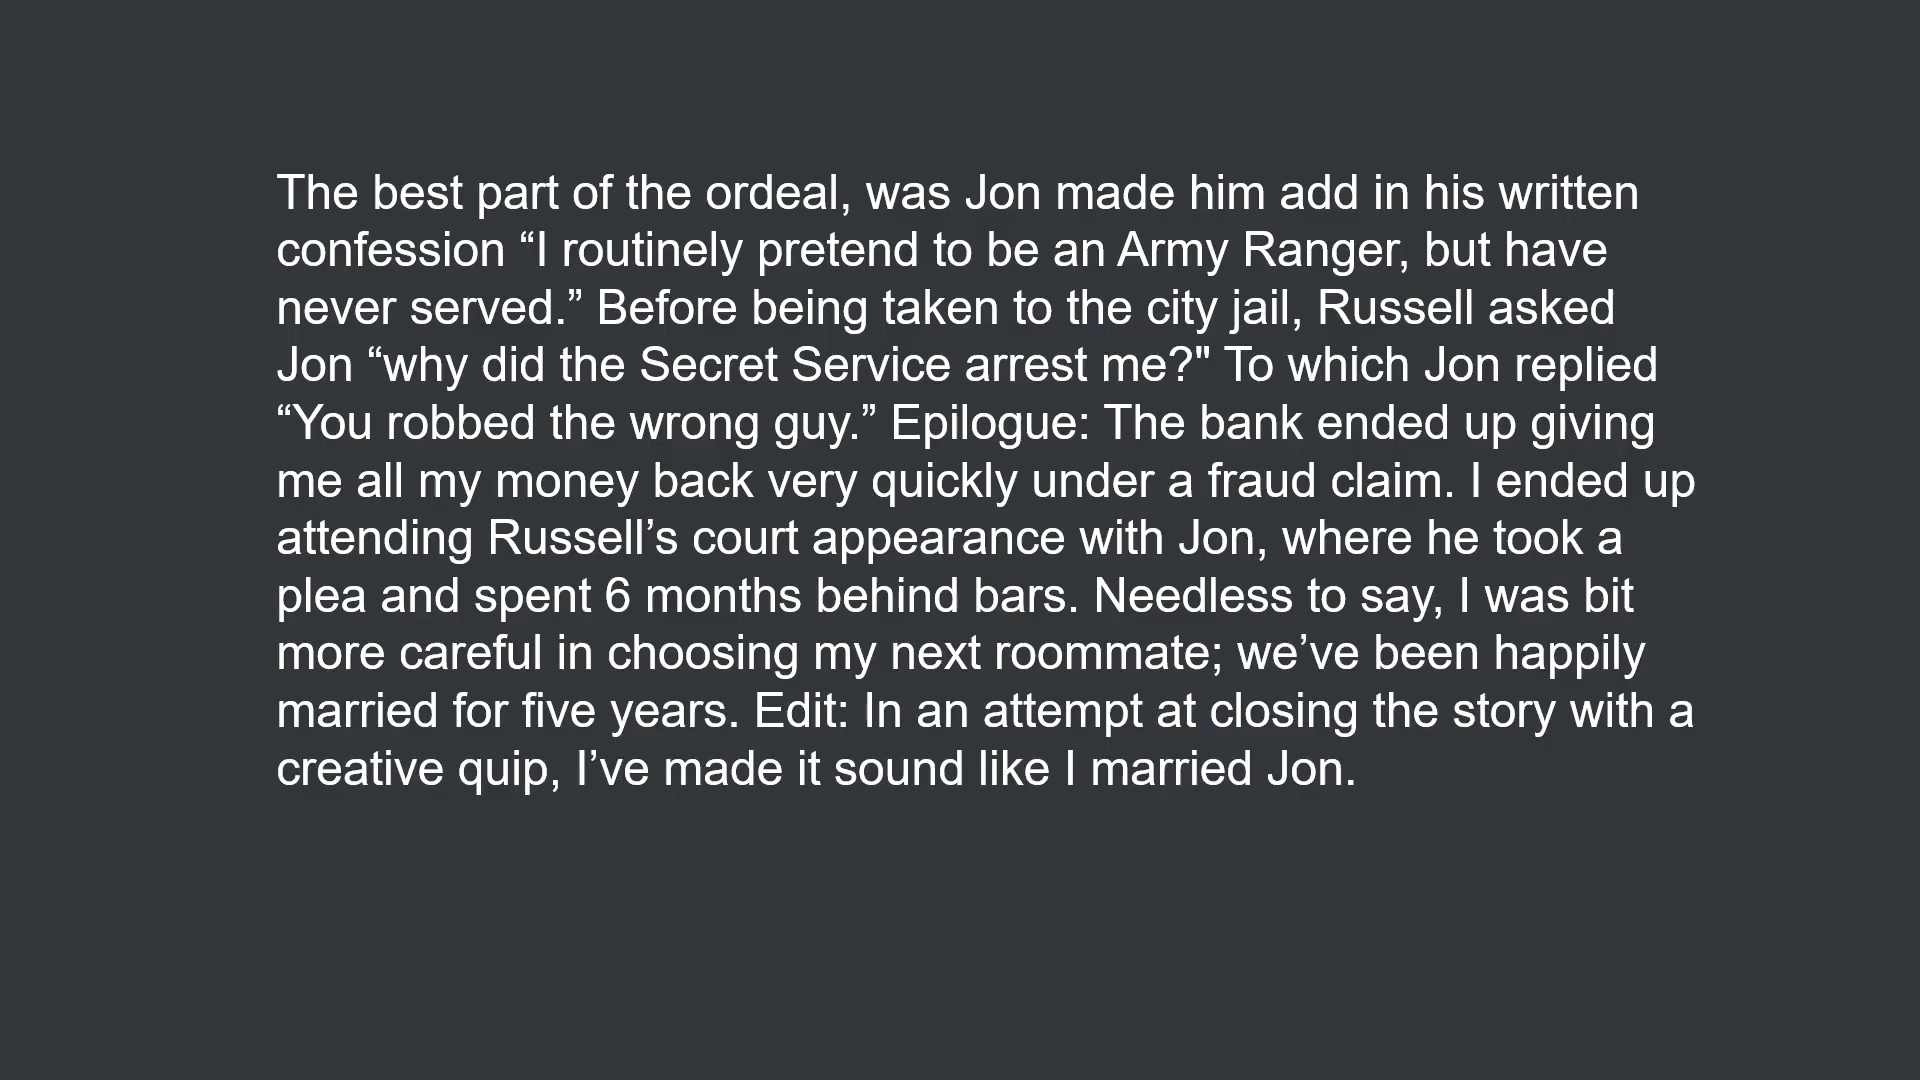 The best part of the ordeal, was Jon made him add in his written
confession “I routinely pretend to be an Army Ranger, but have
never served.” Before being taken to the city jail, Russell asked
Jon “why did the Secret Service arrest me?" To which Jon replied
“You robbed the wrong guy.” Epilogue: The bank ended up giving
me all my money back very quickly under a fraud claim. I ended up
attending Russell’s court appearance with Jon, where he took a
plea and spent 6 months behind bars. Needless to say, I was bit
more careful in choosing my next roommate; we’ve been happily
married for five years. Edit: In an attempt at closing the story with a
creative quip, I’ve made it sound like I married Jon.